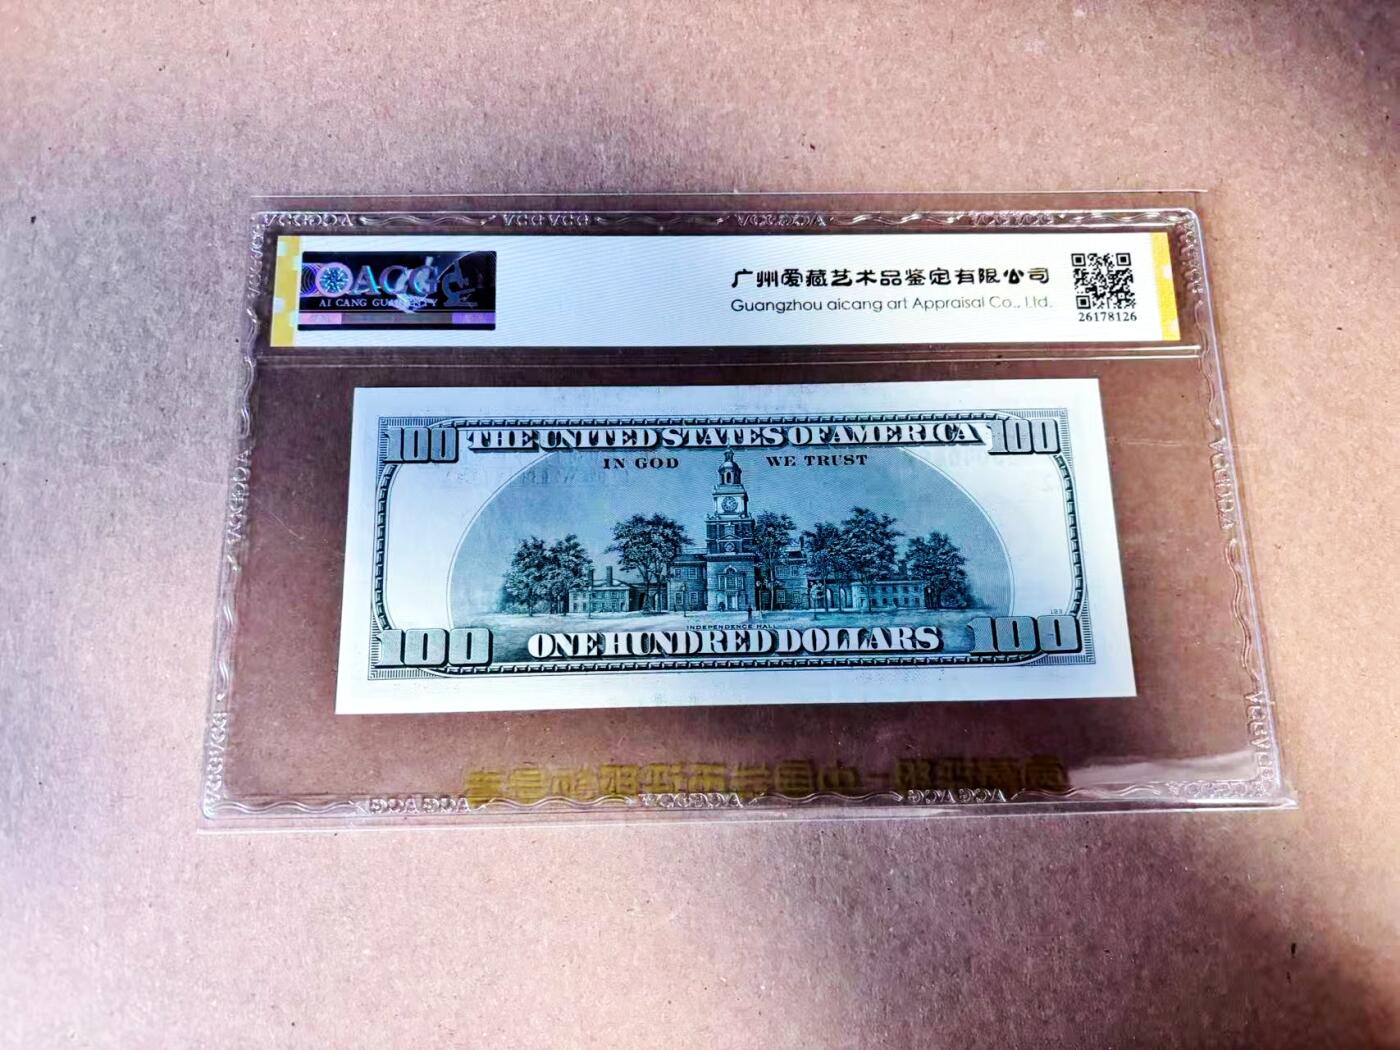 ACG
AI CANG GUARENTY
广州爱藏艺术品鉴定有限公司
Guangzhou aicang art Appraisal Co., Ltd.
26178126
100 THE UNITED STATES OF AMERICA 100
IN GOD WE TRUST
123
INDEPENDENCE HALL
100 ONE HUNDRED DOLLARS 100